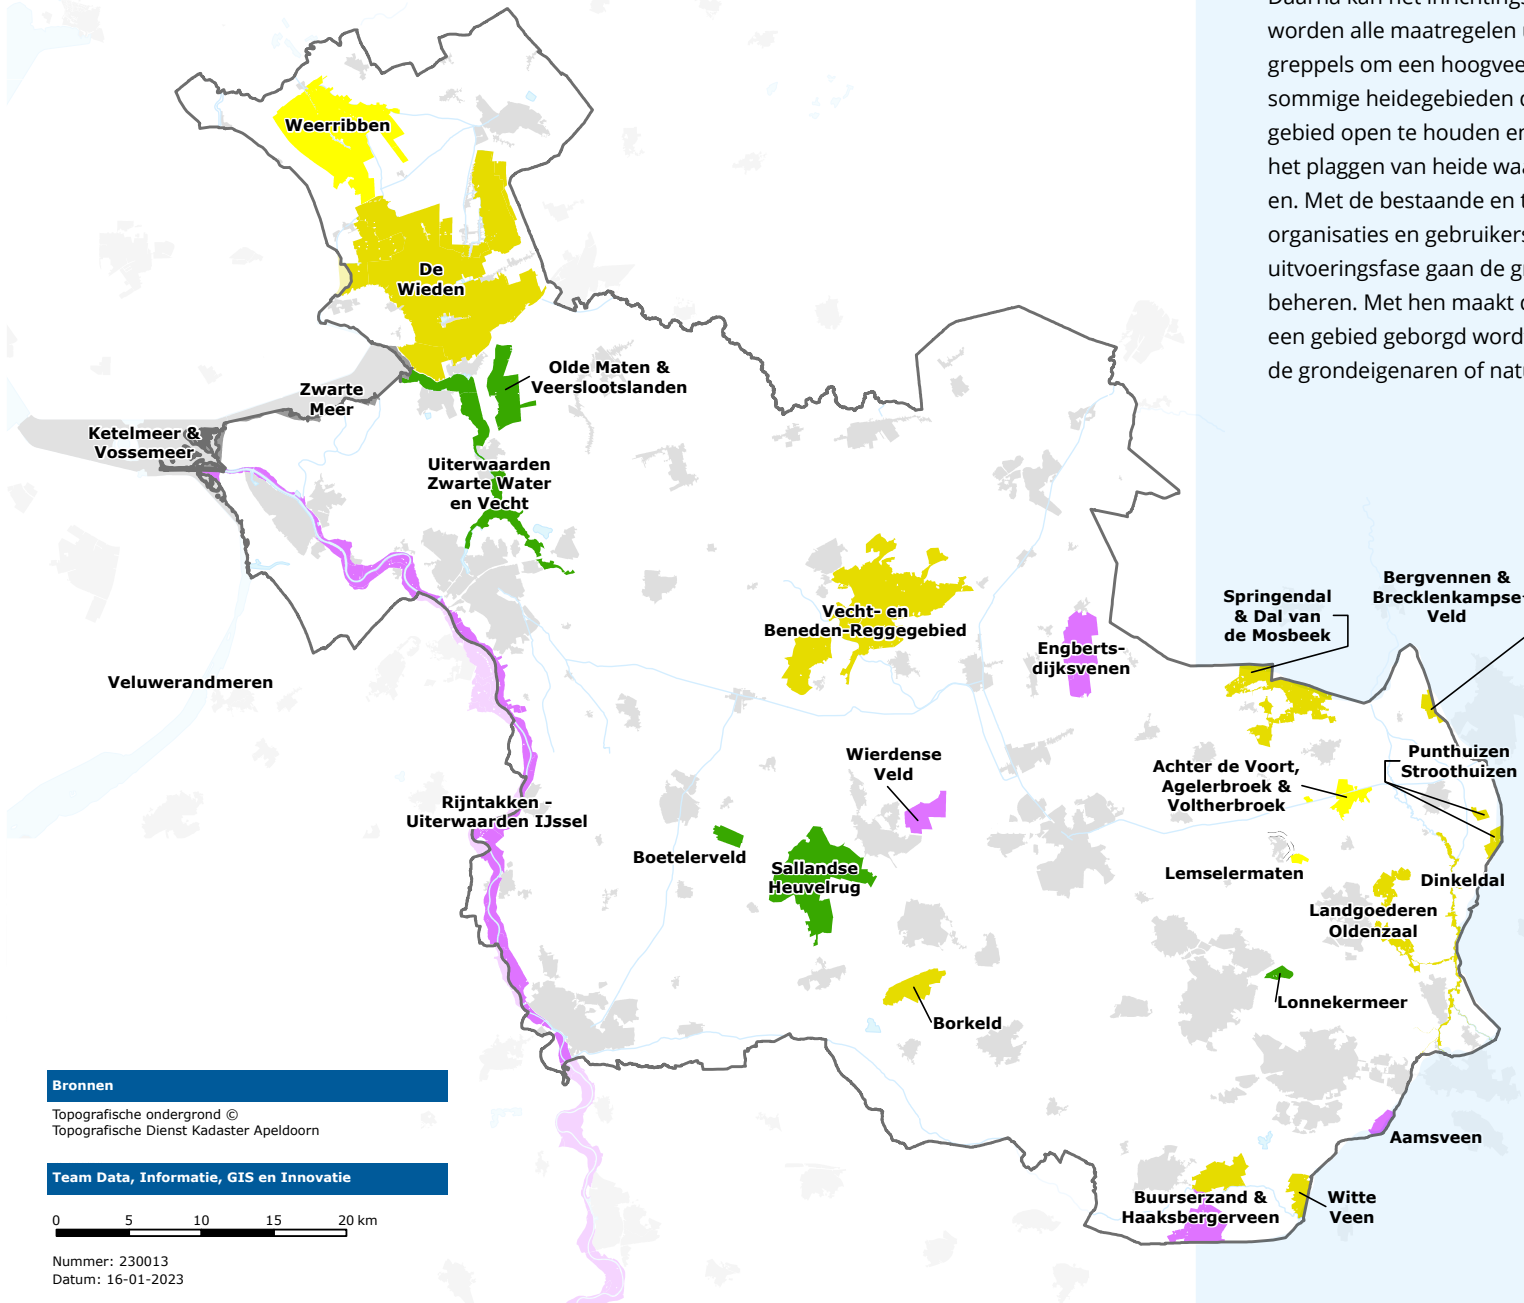 worden alle maatregelen
greppels om een hoogvee
sommige heidegebieden
gebied open te houden en
het plaggen van heide waa
en. Met de bestaande en t
organisaties en gebruikers
uitvoeringsfase gaan de g
beheren. Met hen maakt
een gebied geborgd word
de grondeigenaren of natu
Weerribben
De
Wieden
Olde Maten &
Veerslootslanden
Zwarte
Meer
Ketelmeer &
Vossemeer
Uiterwaarden
Zwarte Water
en Vecht
Vecht- en
Beneden-Reggegebied
Engberts-
dijksvenen
Springendal
& Dal van
de Mosbeek
Bergvennen &
Brecklenkampse
Veld
Veluwerandmeren
Wierdense
Veld
Punthuizen
Stroothuizen
Achter de Voort,
Agelerbroek &
Voltherbroek
Rijntakken -
Uiterwaarden IJssel
Boetelerveld
Sallandse
Heuvelrug
Lemselermaten
Dinkeldal
Landgoederen
Oldenzaal
Lonnekermeer
Borkeld
Aamsveen
Buurserzand &
Haaksbergerveen
Witte
Veen
Bronnen
Topografische ondergrond ©
Topografische Dienst Kadaster Apeldoorn
Team Data, Informatie, GIS en Innovatie
0 5 10 15 20 km
Nummer: 230013
Datum: 16-01-2023